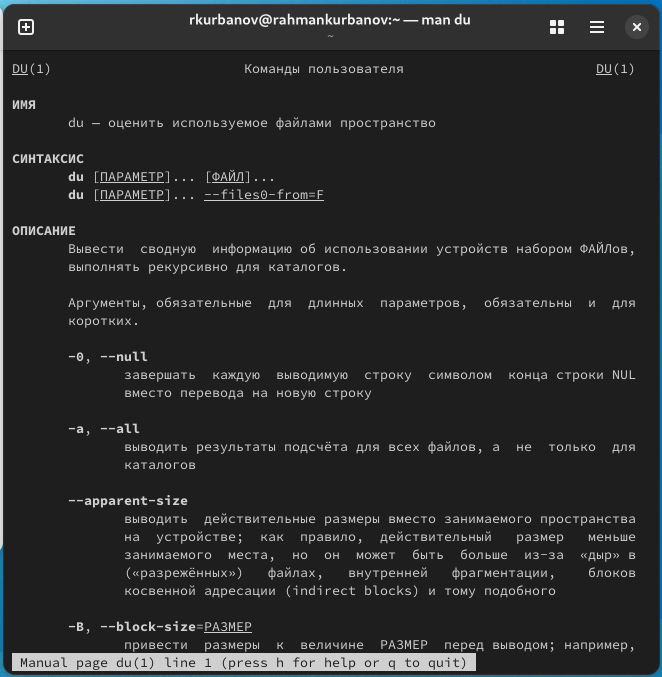 rkurbanov@rahmankurbanov:~ — man du
~
DU(1) Команды пользователя DU(1)
ИМЯ
du — оценить используемое файлами пространство
СИНТАКСИС
du [ПАРАМЕТР]... [ФАЙЛ]...
du [ПАРАМЕТР]... --files0-from=F
ОПИСАНИЕ
Вывести сводную информацию об использовании устройств набором ФАЙЛов,
выполнять рекурсивно для каталогов.
Аргументы, обязательные для длинных параметров, обязательны и для
коротких.
-0, --null
завершать каждую выводимую строку символом конца строки NUL
вместо перевода на новую строку
-a, --all
выводить результаты подсчёта для всех файлов, а не только для
каталогов
--apparent-size
выводить действительные размеры вместо занимаемого пространства
на устройстве; как правило, действительный размер меньше
занимаемого места, но он может быть больше из-за «дыр» в
(«разрежённых») файлах, внутренней фрагментации, блоков
косвенной адресации (indirect blocks) и тому подобного
-B, --block-size=РАЗМЕР
привести размеры к величине РАЗМЕР перед выводом; например,
Manual page du(1) line 1 (press h for help or q to quit)